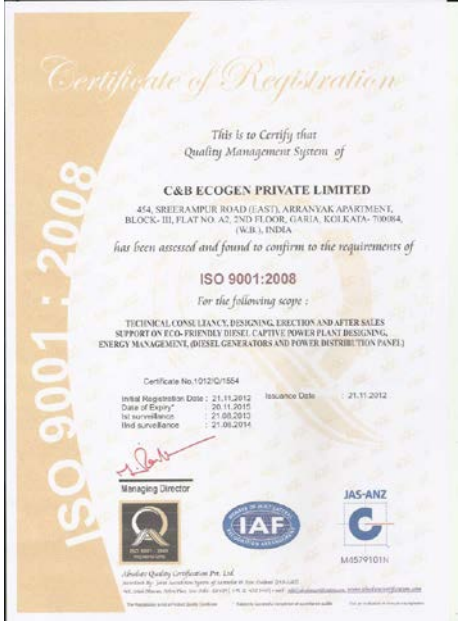 Certificate of Registration
This is to Certify that
Quality Management System of
C&B ECOGEN PRIVATE LIMITED
454, SREERAMPUR ROAD (EAST), ARRANYAK APARTMENT,
BLOCK- III, FLAT NO. A2, 2ND FLOOR, GARIA, KOLKATA- 700084,
(W.B.), INDIA
has been assessed and found to confirm to the requirements of
ISO 9001:2008
For the following scope :
TECHNICAL CONSULTANCY, DESIGNING, ERECTION AND AFTER SALES
SUPPORT ON ECO- FRIENDLY DIESEL CAPTIVE POWER PLANT DESIGNING,
ENERGY MANAGEMENT, (DIESEL GENERATORS AND POWER DISTRIBUTION PANEL)
Certificate No.1012/Q/1554
Initial Registration Date : 21.11.2012 Issuance Date : 21.11.2012
Date of Expiry* : 20.11.2015
Ist surveillance : 21.08.2013
IInd surveillance : 21.06.2014
Managing Director
ISO 9001 : 2008
IAF
JAS-ANZ
M4579101N
Absolute Quality Certification Pvt. Ltd.